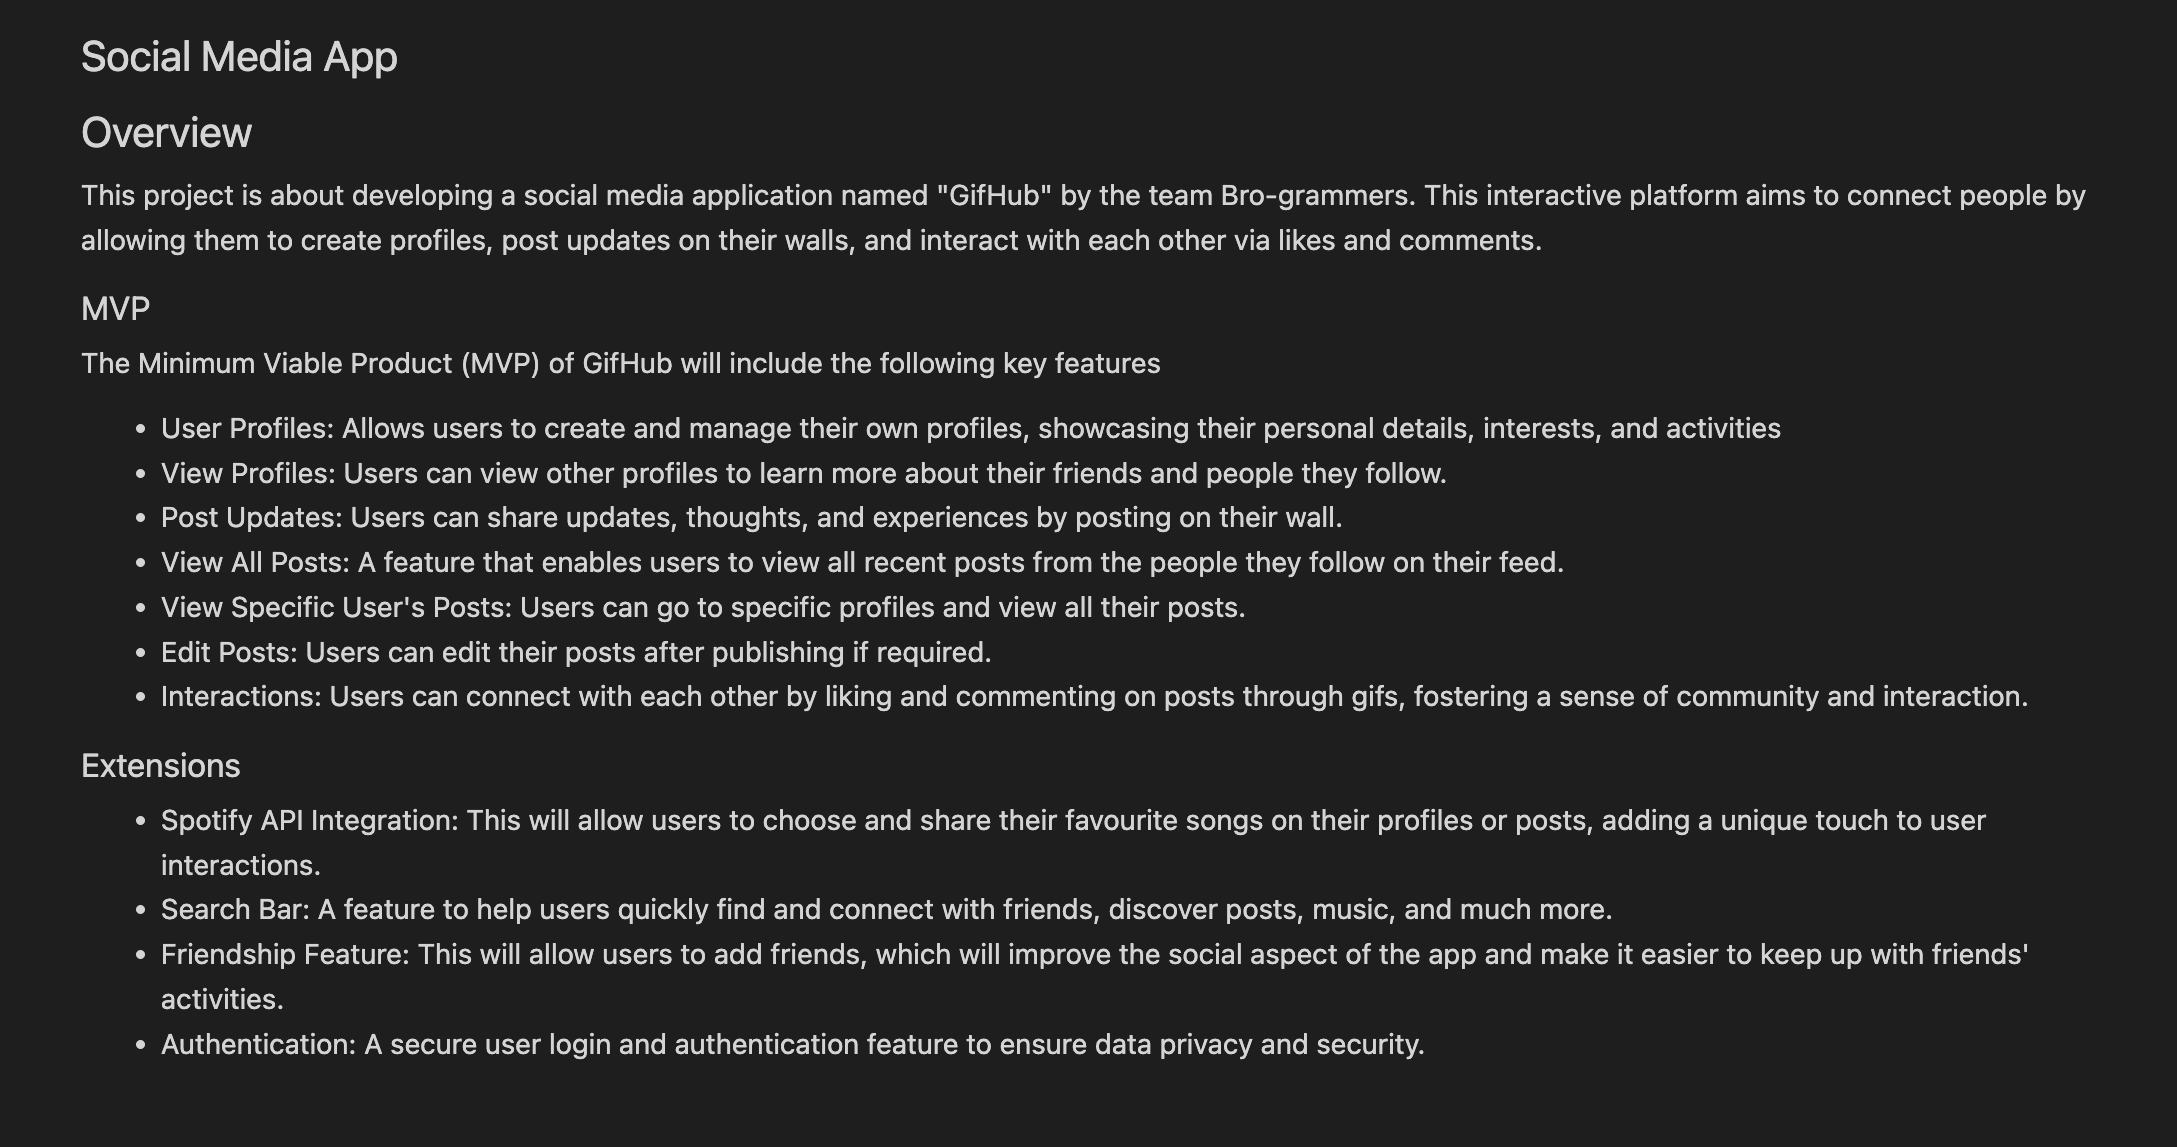 Social Media App
Overview
This project is about developing a social media application named "GifHub" by the team Bro-grammers. This interactive platform aims to connect people by
allowing them to create profiles, post updates on their walls, and interact with each other via likes and comments.
MVP
The Minimum Viable Product (MVP) of GifHub will include the following key features
• User Profiles: Allows users to create and manage their own profiles, showcasing their personal details, interests, and activities
• View Profiles: Users can view other profiles to learn more about their friends and people they follow.
• Post Updates: Users can share updates, thoughts, and experiences by posting on their wall.
• View All Posts: A feature that enables users to view all recent posts from the people they follow on their feed.
• View Specific User's Posts: Users can go to specific profiles and view all their posts.
• Edit Posts: Users can edit their posts after publishing if required.
• Interactions: Users can connect with each other by liking and commenting on posts through gifs, fostering a sense of community and interaction.
Extensions
• Spotify API Integration: This will allow users to choose and share their favourite songs on their profiles or posts, adding a unique touch to user
interactions.
• Search Bar: A feature to help users quickly find and connect with friends, discover posts, music, and much more.
• Friendship Feature: This will allow users to add friends, which will improve the social aspect of the app and make it easier to keep up with friends'
activities.
• Authentication: A secure user login and authentication feature to ensure data privacy and security.